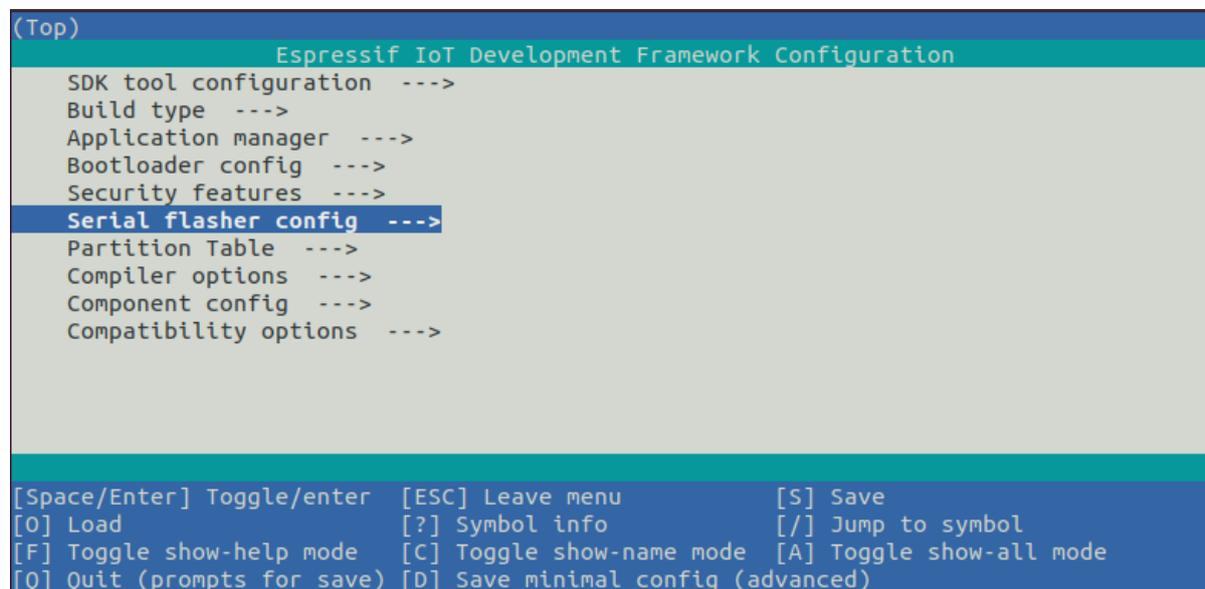 (Top)
Espressif IoT Development Framework Configuration
SDK tool configuration --->
Build type --->
Application manager --->
Bootloader config --->
Security features --->
Serial flasher config --->
Partition Table --->
Compiler options --->
Component config --->
Compatibility options --->
[Space/Enter] Toggle/enter [ESC] Leave menu [S] Save
[O] Load [?] Symbol info [/] Jump to symbol
[F] Toggle show-help mode [C] Toggle show-name mode [A] Toggle show-all mode
[Q] Quit (prompts for save) [D] Save minimal config (advanced)